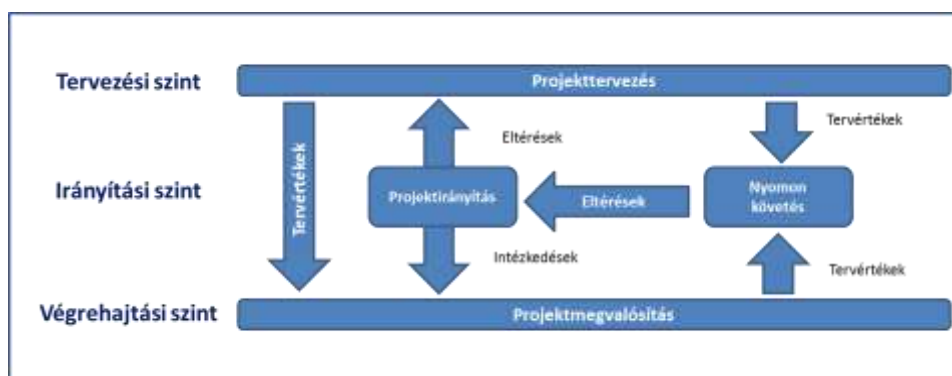 Tervezési szint
Projekttervezés
Tervértékek
Eltérések
Tervértékek
Irányítási szint
Projektirányítás
Eltérések
Nyomon
követés
Intézkedések
Tervértékek
Végrehajtási szint
Projektmegvalósítás